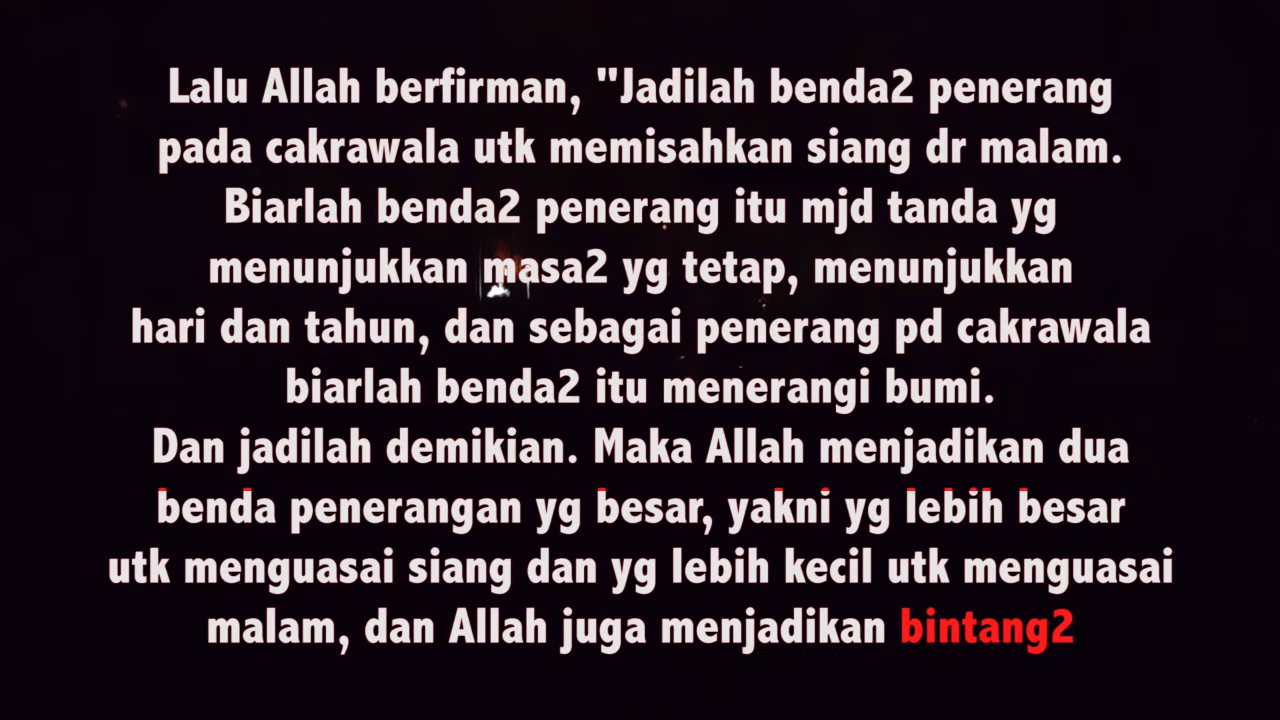 Lalu Allah berfirman, "Jadilah benda2 penerang
pada cakrawala utk memisahkan siang dr malam.
Biarlah benda2 penerang itu mjd tanda yg
menunjukkan masa2 yg tetap, menunjukkan
hari dan tahun, dan sebagai penerang pd cakrawala
biarlah benda2 itu menerangi bumi.
Dan jadilah demikian. Maka Allah menjadikan dua
benda penerangan yg besar, yakni yg lebih besar
utk menguasai siang dan yg lebih kecil utk menguasai
malam, dan Allah juga menjadikan bintang2